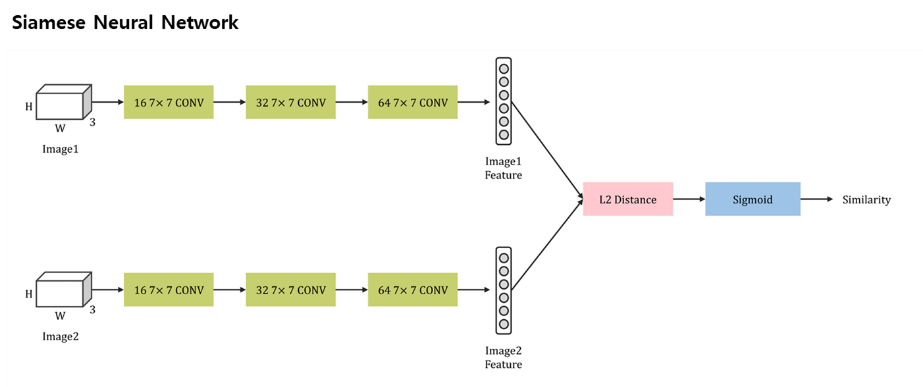 Siamese Neural Network
H
W
3
Image1
16 7× 7 CONV
32 7× 7 CONV
64 7× 7 CONV
Image1
Feature
L2 Distance
Sigmoid
Similarity
H
W
3
Image2
16 7× 7 CONV
32 7× 7 CONV
64 7× 7 CONV
Image2
Feature